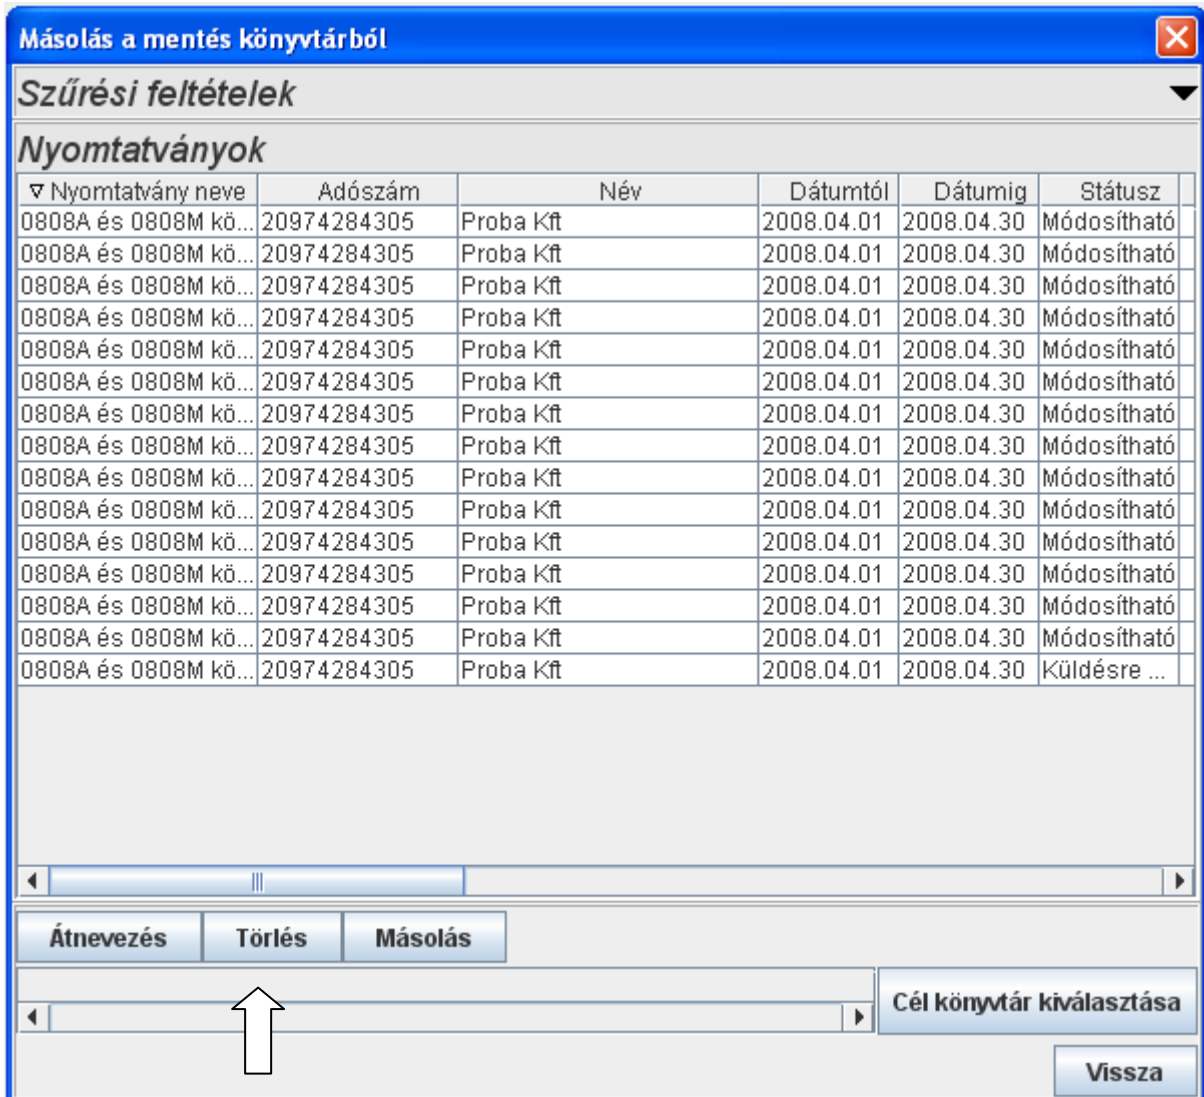 Másolás a mentés könyvtárból
Szűrési feltételek
Nyomtatványok
Nyomtatvány neve Adószám Név Dátumtól Dátumig Státusz
0808A és 0808M kö... 20974284305 Proba Kft 2008.04.01 2008.04.30 Módosítható
0808A és 0808M kö... 20974284305 Proba Kft 2008.04.01 2008.04.30 Módosítható
0808A és 0808M kö... 20974284305 Proba Kft 2008.04.01 2008.04.30 Módosítható
0808A és 0808M kö... 20974284305 Proba Kft 2008.04.01 2008.04.30 Módosítható
0808A és 0808M kö... 20974284305 Proba Kft 2008.04.01 2008.04.30 Módosítható
0808A és 0808M kö... 20974284305 Proba Kft 2008.04.01 2008.04.30 Módosítható
0808A és 0808M kö... 20974284305 Proba Kft 2008.04.01 2008.04.30 Módosítható
0808A és 0808M kö... 20974284305 Proba Kft 2008.04.01 2008.04.30 Módosítható
0808A és 0808M kö... 20974284305 Proba Kft 2008.04.01 2008.04.30 Módosítható
0808A és 0808M kö... 20974284305 Proba Kft 2008.04.01 2008.04.30 Módosítható
0808A és 0808M kö... 20974284305 Proba Kft 2008.04.01 2008.04.30 Módosítható
0808A és 0808M kö... 20974284305 Proba Kft 2008.04.01 2008.04.30 Módosítható
0808A és 0808M kö... 20974284305 Proba Kft 2008.04.01 2008.04.30 Módosítható
0808A és 0808M kö... 20974284305 Proba Kft 2008.04.01 2008.04.30 Módosítható
0808A és 0808M kö... 20974284305 Proba Kft 2008.04.01 2008.04.30 Küldésre ...
Átnevezés Törlés Másolás
Cél könyvtár kiválasztása
Vissza